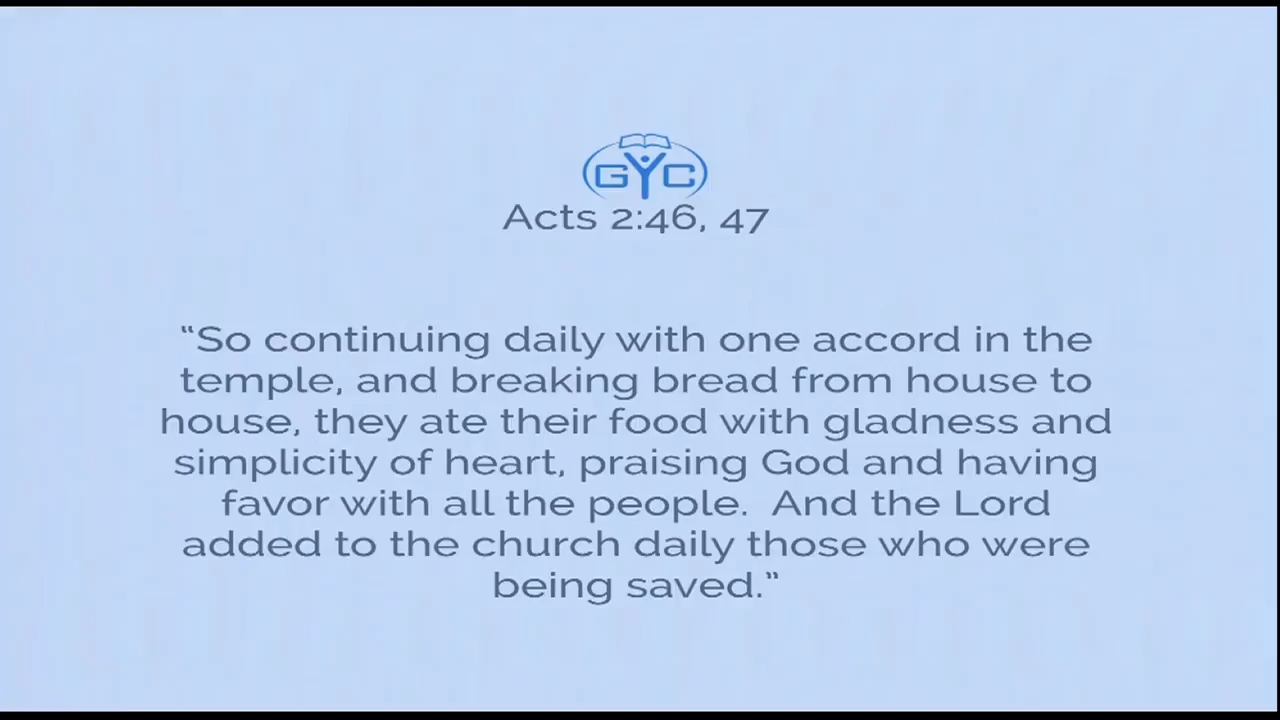 GYC
Acts 2:46, 47
“So continuing daily with one accord in the
temple, and breaking bread from house to
house, they ate their food with gladness and
simplicity of heart, praising God and having
favor with all the people.  And the Lord
added to the church daily those who were
being saved.”